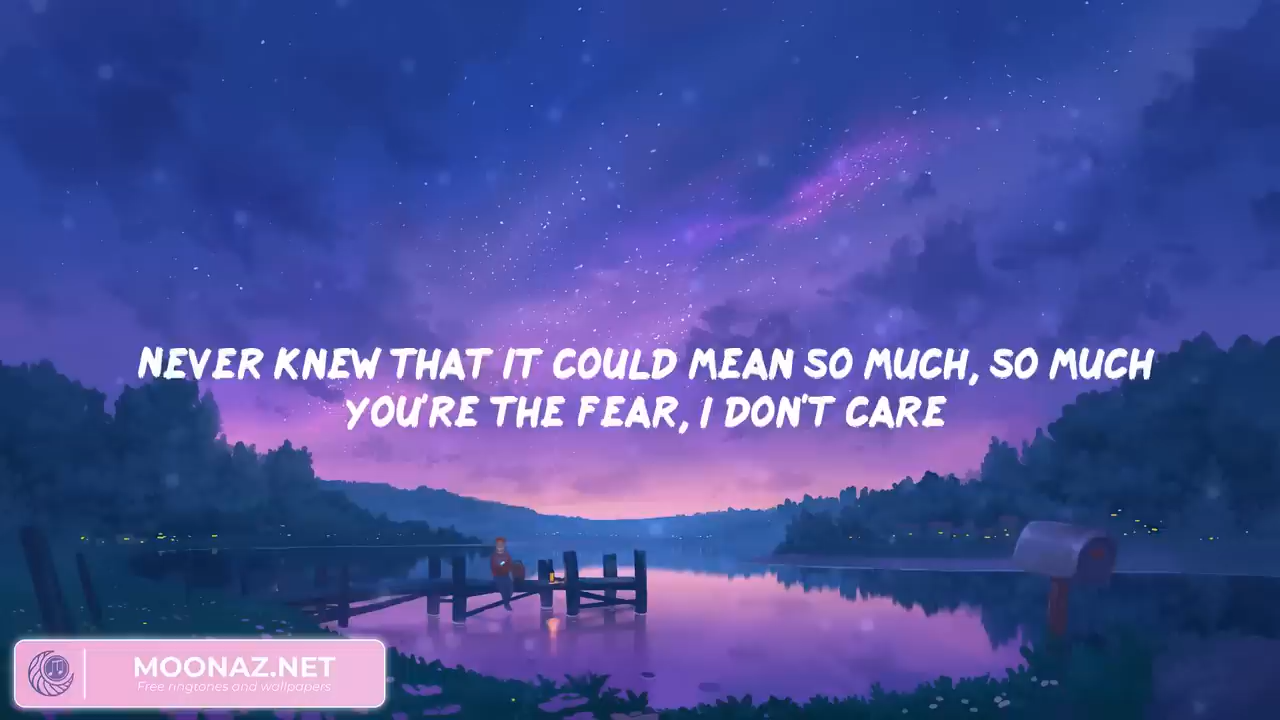 NEVER KNEW THAT IT COULD MEAN SO MUCH, SO MUCH
YOU'RE THE FEAR, I DON'T CARE
MOONAZ.NET
Free ringtones and wallpapers